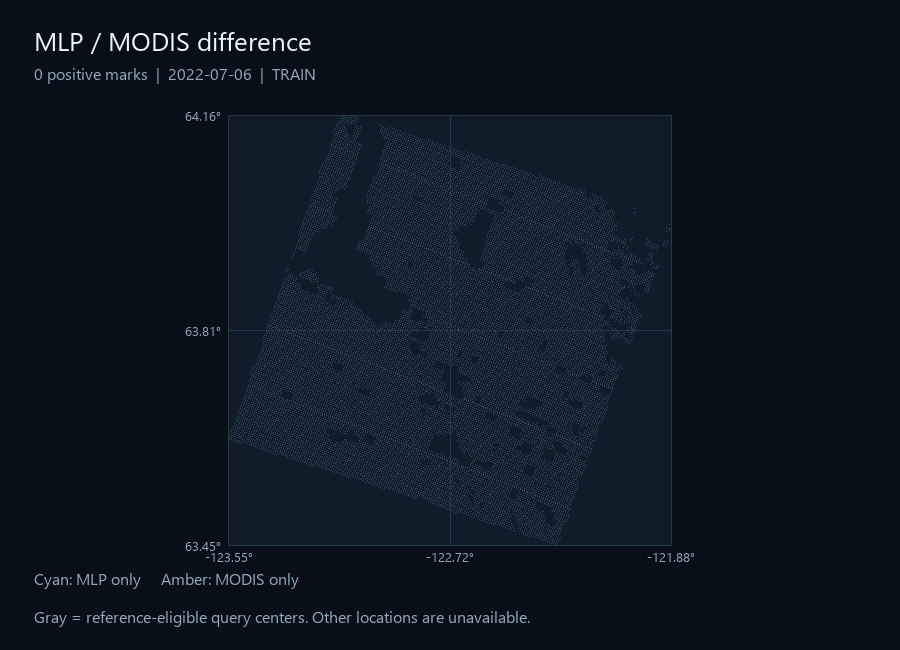 MLP / MODIS difference
0 positive marks | 2022-07-06 | TRAIN
64.16°
63.81°
63.45°
-123.55° -122.72° -121.88°
Cyan: MLP only Amber: MODIS only
Gray = reference-eligible query centers. Other locations are unavailable.